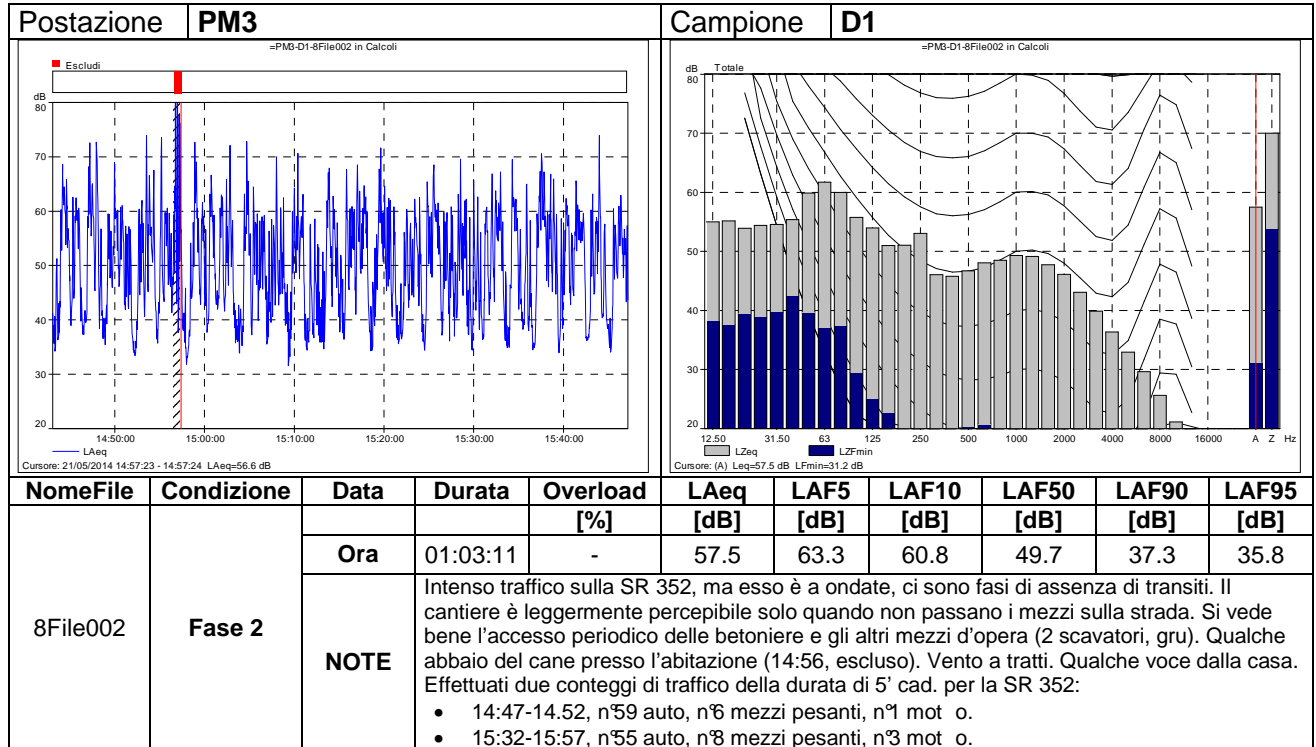 Postazione PM3 Campione D1
=PM3-D1-8File002 in Calcoli
Escludi
dB
80
70
60
50
40
30
20
14:50:00 15:00:00 15:10:00 15:20:00 15:30:00 15:40:00
LAeq
Cursore: 21/05/2014 14:57:23 - 14:57:24 LAeq=56.6 dB
=PM3-D1-8File002 in Calcoli
dB Totale
80
70
60
50
40
30
20
12.50 31.50 63 125 250 500 1000 2000 4000 8000 16000 A Z Hz
LZeq LZFmin
Cursore: (A) Leq=57.5 dB LFmin=31.2 dB
NomeFile Condizione Data Durata Overload LAeq LAF5 LAF10 LAF50 LAF90 LAF95
[%] [dB] [dB] [dB] [dB] [dB] [dB]
Ora 01:03:11 - 57.5 63.3 60.8 49.7 37.3 35.8
8File002 Fase 2 NOTE
Intenso traffico sulla SR 352, ma esso è a ondate, ci sono fasi di assenza di transiti. Il
cantiere è leggermente percepibile solo quando non passano i mezzi sulla strada. Si vede
bene l'accesso periodico delle betoniere e gli altri mezzi d'opera (2 scavatori, gru). Qualche
abbaio del cane presso l'abitazione (14:56, escluso). Vento a tratti. Qualche voce dalla casa.
Effettuati due conteggi di traffico della durata di 5' cad. per la SR 352:
• 14:47-14.52, n°59 auto, n°6 mezzi pesanti, n°1 mot o.
• 15:32-15:57, n°55 auto, n°8 mezzi pesanti, n°3 mot o.